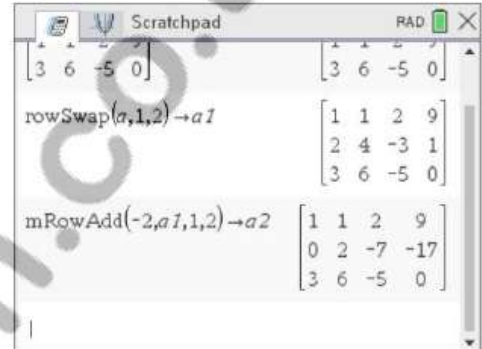 Scratchpad RAD
[3 6 -5 0] [3 6 -5 0]
rowSwap(a,1,2)→a1 [1 1 2 9
2 4 -3 1
3 6 -5 0]
mRowAdd(-2,a1,1,2)→a2 [1 1 2 9
0 2 -7 -17
3 6 -5 0]